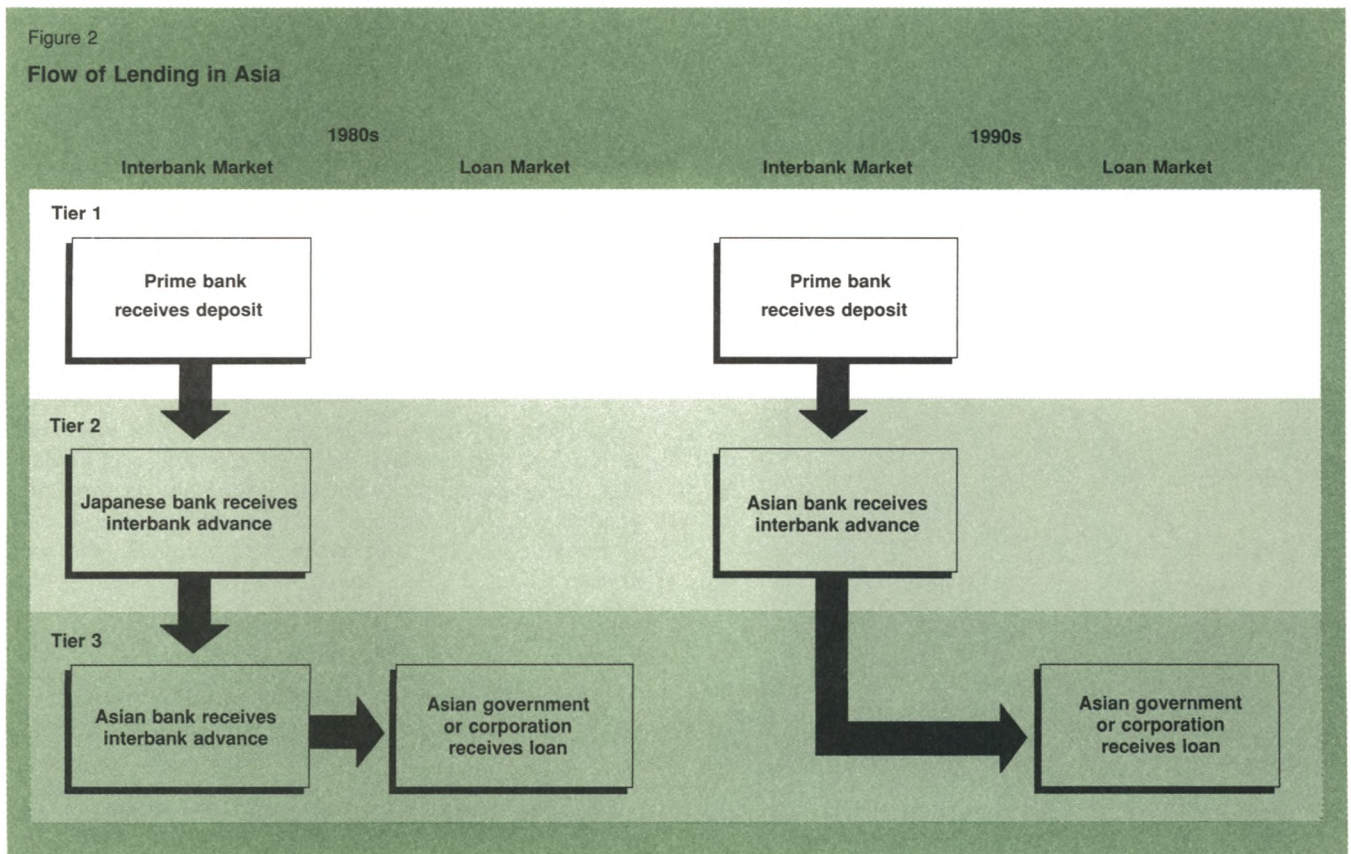 Figure 2
Flow of Lending in Asia
1980s
Interbank Market
Loan Market
1990s
Interbank Market
Loan Market
Tier 1
Prime bank
receives deposit
Prime bank
receives deposit
Tier 2
Japanese bank receives
interbank advance
Asian bank receives
interbank advance
Tier 3
Asian bank receives
interbank advance
Asian government
or corporation
receives loan
Asian government
or corporation
receives loan